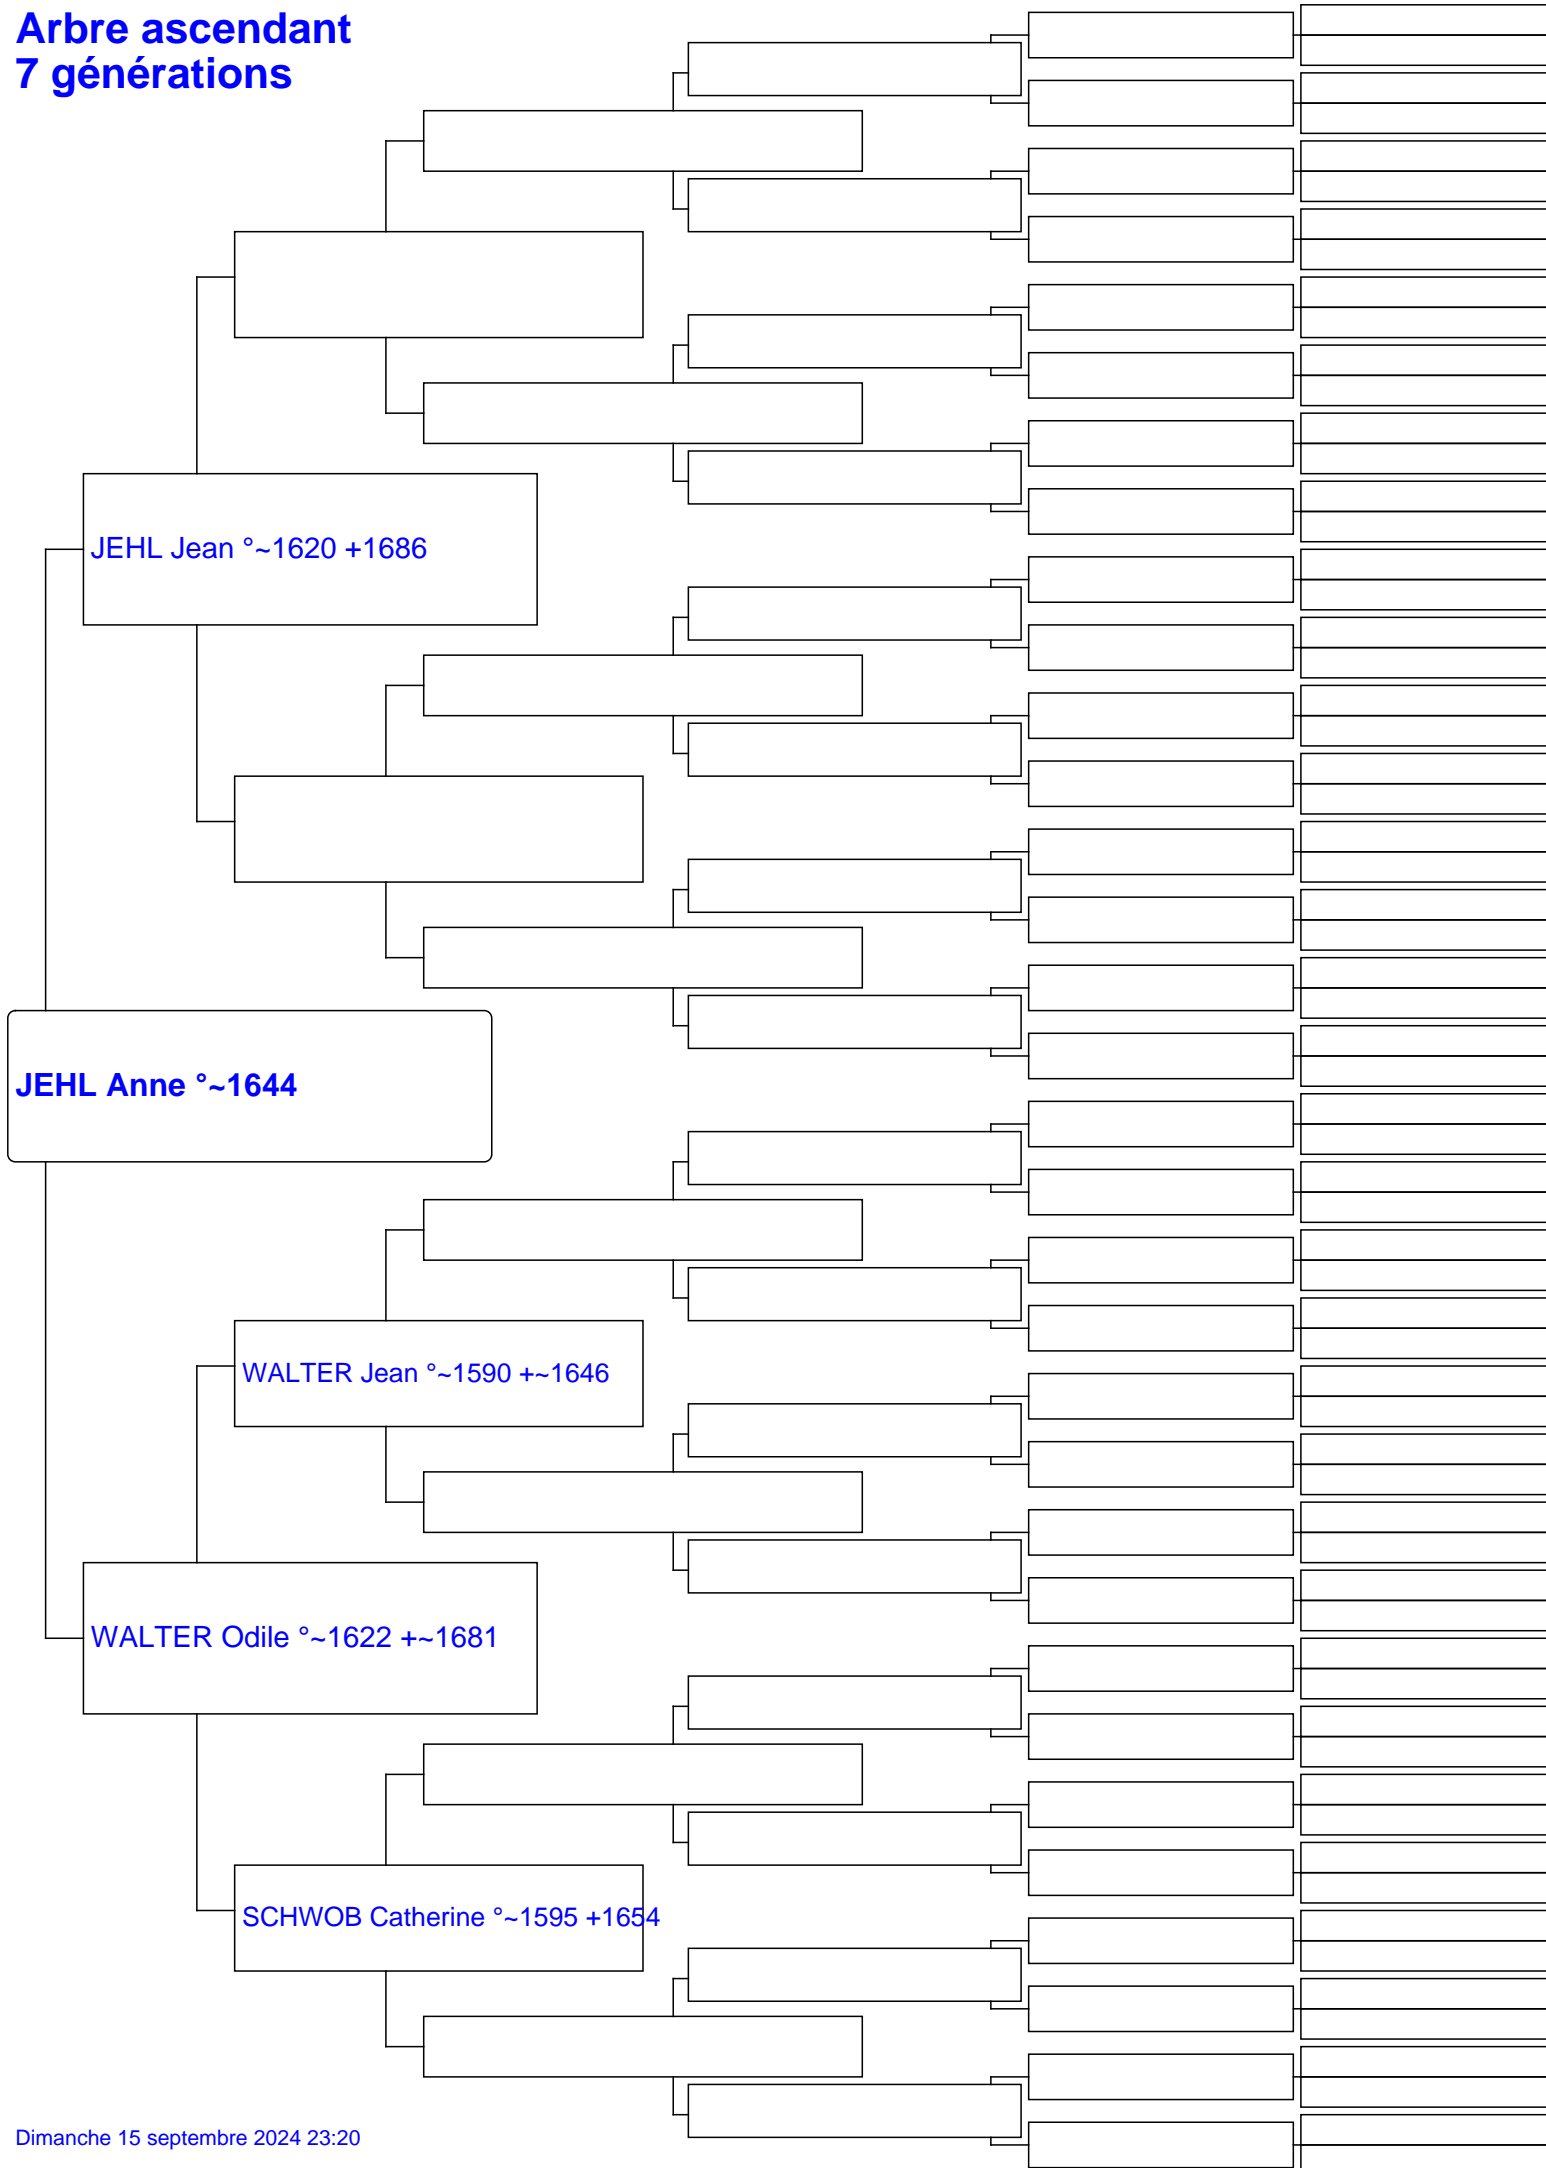 Arbre ascendant
7 générations
JEHL Jean °~1620 +1686
JEHL Anne °~1644
WALTER Jean °~1590 +~1646
WALTER Odile °~1622 +~1681
SCHWOB Catherine °~1595 +1654
Dimanche 15 septembre 2024 23:20